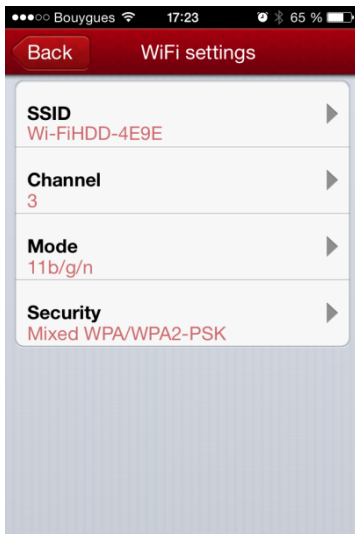 Bouygues 17:23 65 %
Back WiFi settings
SSID
Wi-FiHDD-4E9E
Channel
3
Mode
11b/g/n
Security
Mixed WPA/WPA2-PSK